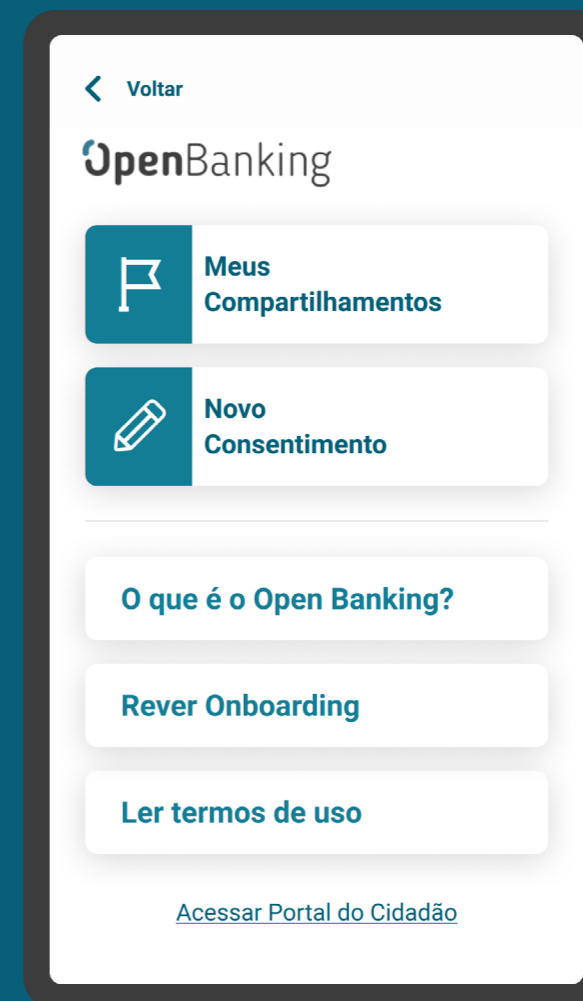 Voltar
OpenBanking
Meus
Compartilhamentos
Novo
Consentimento
O que é o Open Banking?
Rever Onboarding
Ler termos de uso
Acessar Portal do Cidadão